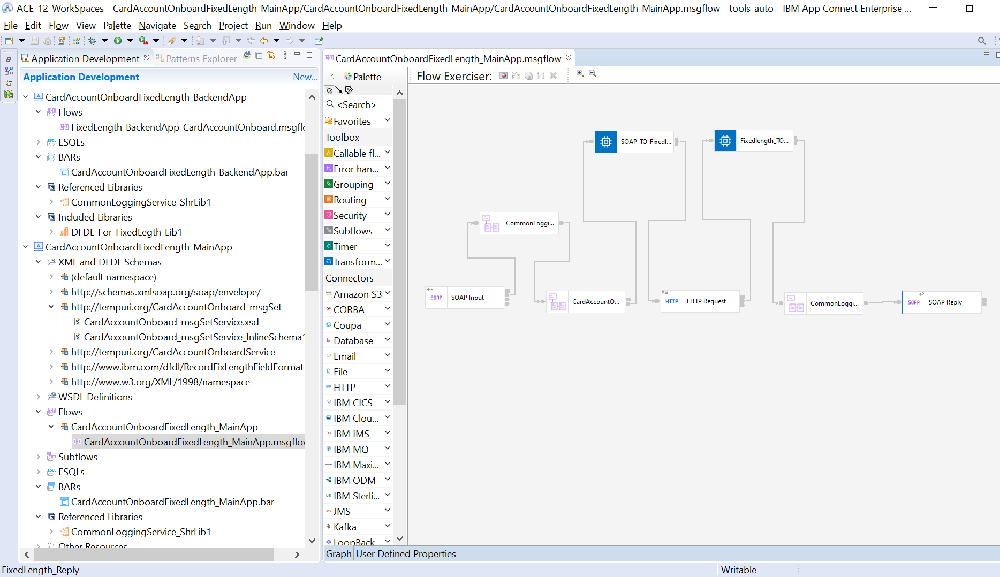 ACE-12_WorkSpaces - CardAccountOnboardFixedLength_MainApp/CardAccountOnboardFixedLength_MainApp/CardAccountOnboardFixedLength_MainApp.msgflow - tools_auto - IBM App Connect Enterprise ...
File Edit Flow View Palette Navigate Search Project Run Window Help
Application Development
Patterns Explorer
Application Development
New...
CardAccountOnboardFixedLength_BackendApp
Flows
FixedLength_BackendApp_CardAccountOnboard.msgflo
ESQLs
BARs
CardAccountOnboardFixedLength_BackendApp.bar
Referenced Libraries
CommonLoggingService_ShrLib1
Included Libraries
DFDL_For_FixedLegth_Lib1
CardAccountOnboardFixedLength_MainApp
XML and DFDL Schemas
(default namespace)
http://schemas.xmlsoap.org/soap/envelope/
http://tempuri.org/CardAccountOnboard_msgSet
CardAccountOnboard_msgSetService.xsd
CardAccountOnboard_msgSetService_InlineSchema1
http://tempuri.org/CardAccountOnboardService
http://www.ibm.com/dfdl/RecordFixLengthFieldFormat
http://www.w3.org/XML/1998/namespace
WSDL Definitions
Flows
CardAccountOnboardFixedLength_MainApp
CardAccountOnboardFixedLength_MainApp.msgflow
Subflows
ESQLs
BARs
CardAccountOnboardFixedLength_MainApp.bar
Referenced Libraries
CommonLoggingService_ShrLib1
Other Resources
CardAccountOnboardFixedLength_MainApp.msgflow
Palette
<Search>
Favorites
Toolbox
Callable fl...
Error han...
Grouping
Routing
Security
Subflows
Timer
Transform...
Connectors
Amazon S3
CORBA
Coupa
Database
Email
File
HTTP
IBM CICS
IBM Clou...
IBM IMS
IBM MQ
IBM Maxi...
IBM ODM
IBM Sterli...
JMS
Kafka
LoopBack
Flow Exerciser:
SOAP_TO_FixedI...
Fixedlength_TO...
CommonLoggi...
SOAP SOAP Input
CardAccountO...
HTTP HTTP Request
CommonLoggi...
SOAP SOAP Reply
Graph User Defined Properties
FixedLength_Reply
Writable